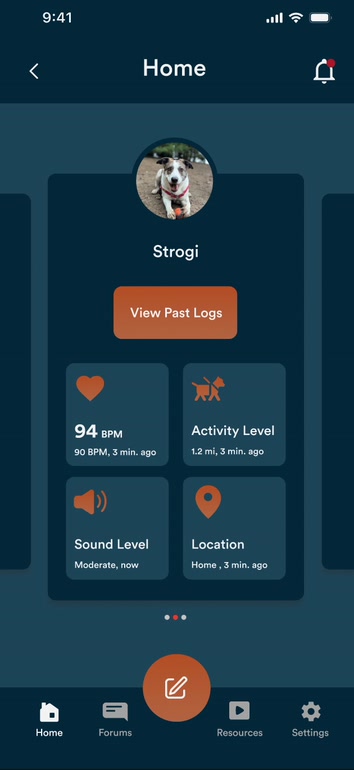 9:41
Home
Strogi
View Past Logs
94 BPM
90 BPM, 3 min. ago
Activity Level
1.2 mi, 3 min. ago
Sound Level
Moderate, now
Location
Home , 3 min. ago
Home
Forums
Resources
Settings